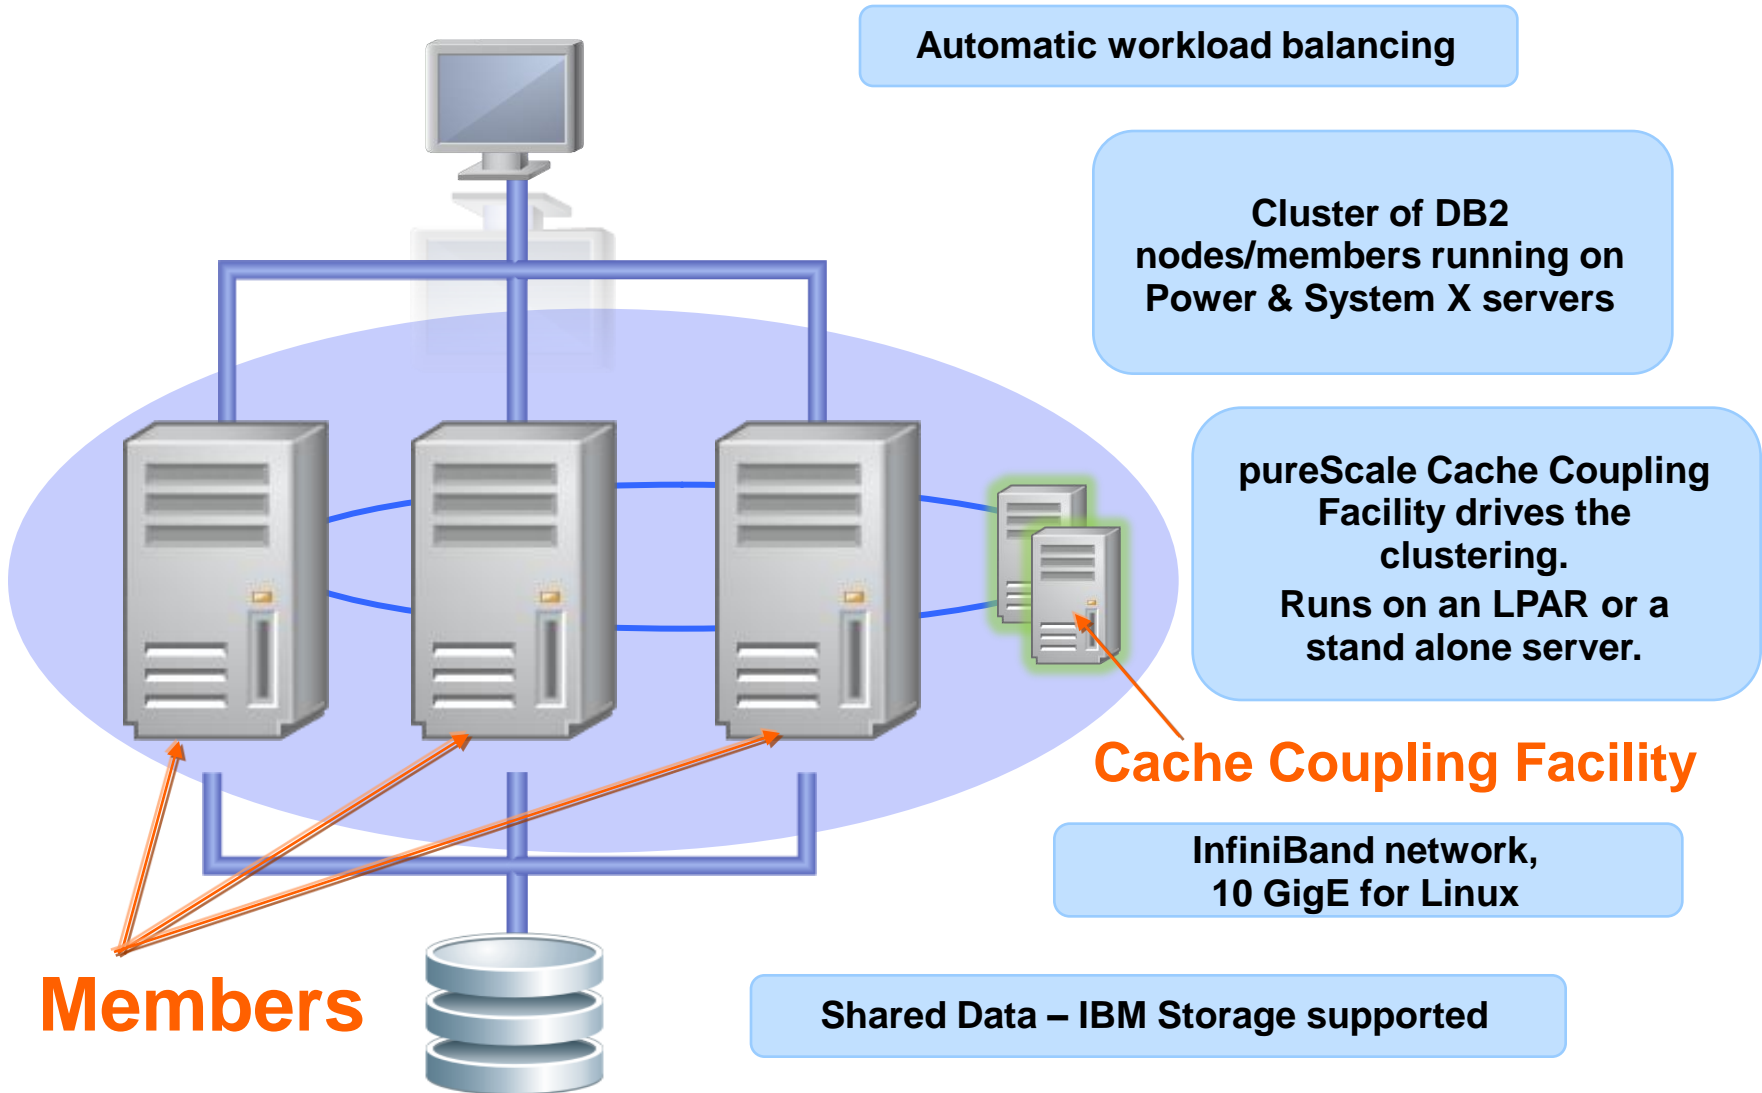 Automatic workload balancing
Cluster of DB2
nodes/members running on
Power & System X servers
pureScale Cache Coupling
Facility drives the
clustering.
Runs on an LPAR or a
stand alone server.
Cache Coupling Facility
InfiniBand network,
10 GigE for Linux
Members
Shared Data – IBM Storage supported